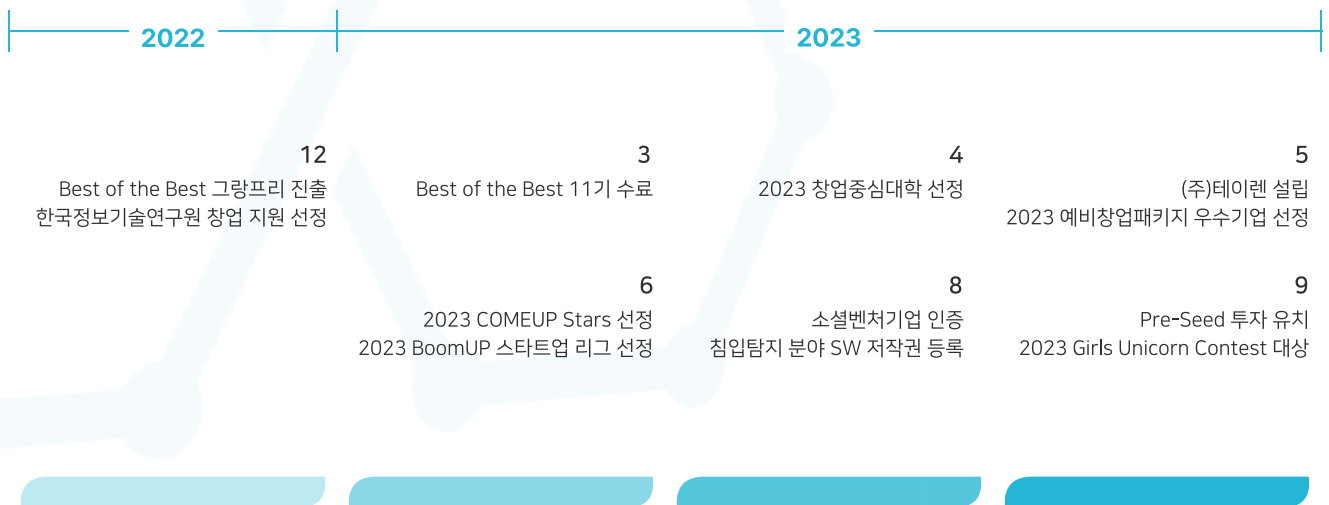 2022
2023
12
Best of the Best 그랑프리 진출
한국정보기술연구원 창업 지원 선정
3
Best of the Best 11기 수료
4
2023 창업중심대학 선정
5
(주)테이렌 설립
2023 예비창업패키지 우수기업 선정
6
2023 COMEUP Stars 선정
2023 BoomUP 스타트업 리그 선정
8
소셜벤처기업 인증
침입탐지 분야 SW 저작권 등록
9
Pre-Seed 투자 유치
2023 Girls Unicorn Contest 대상